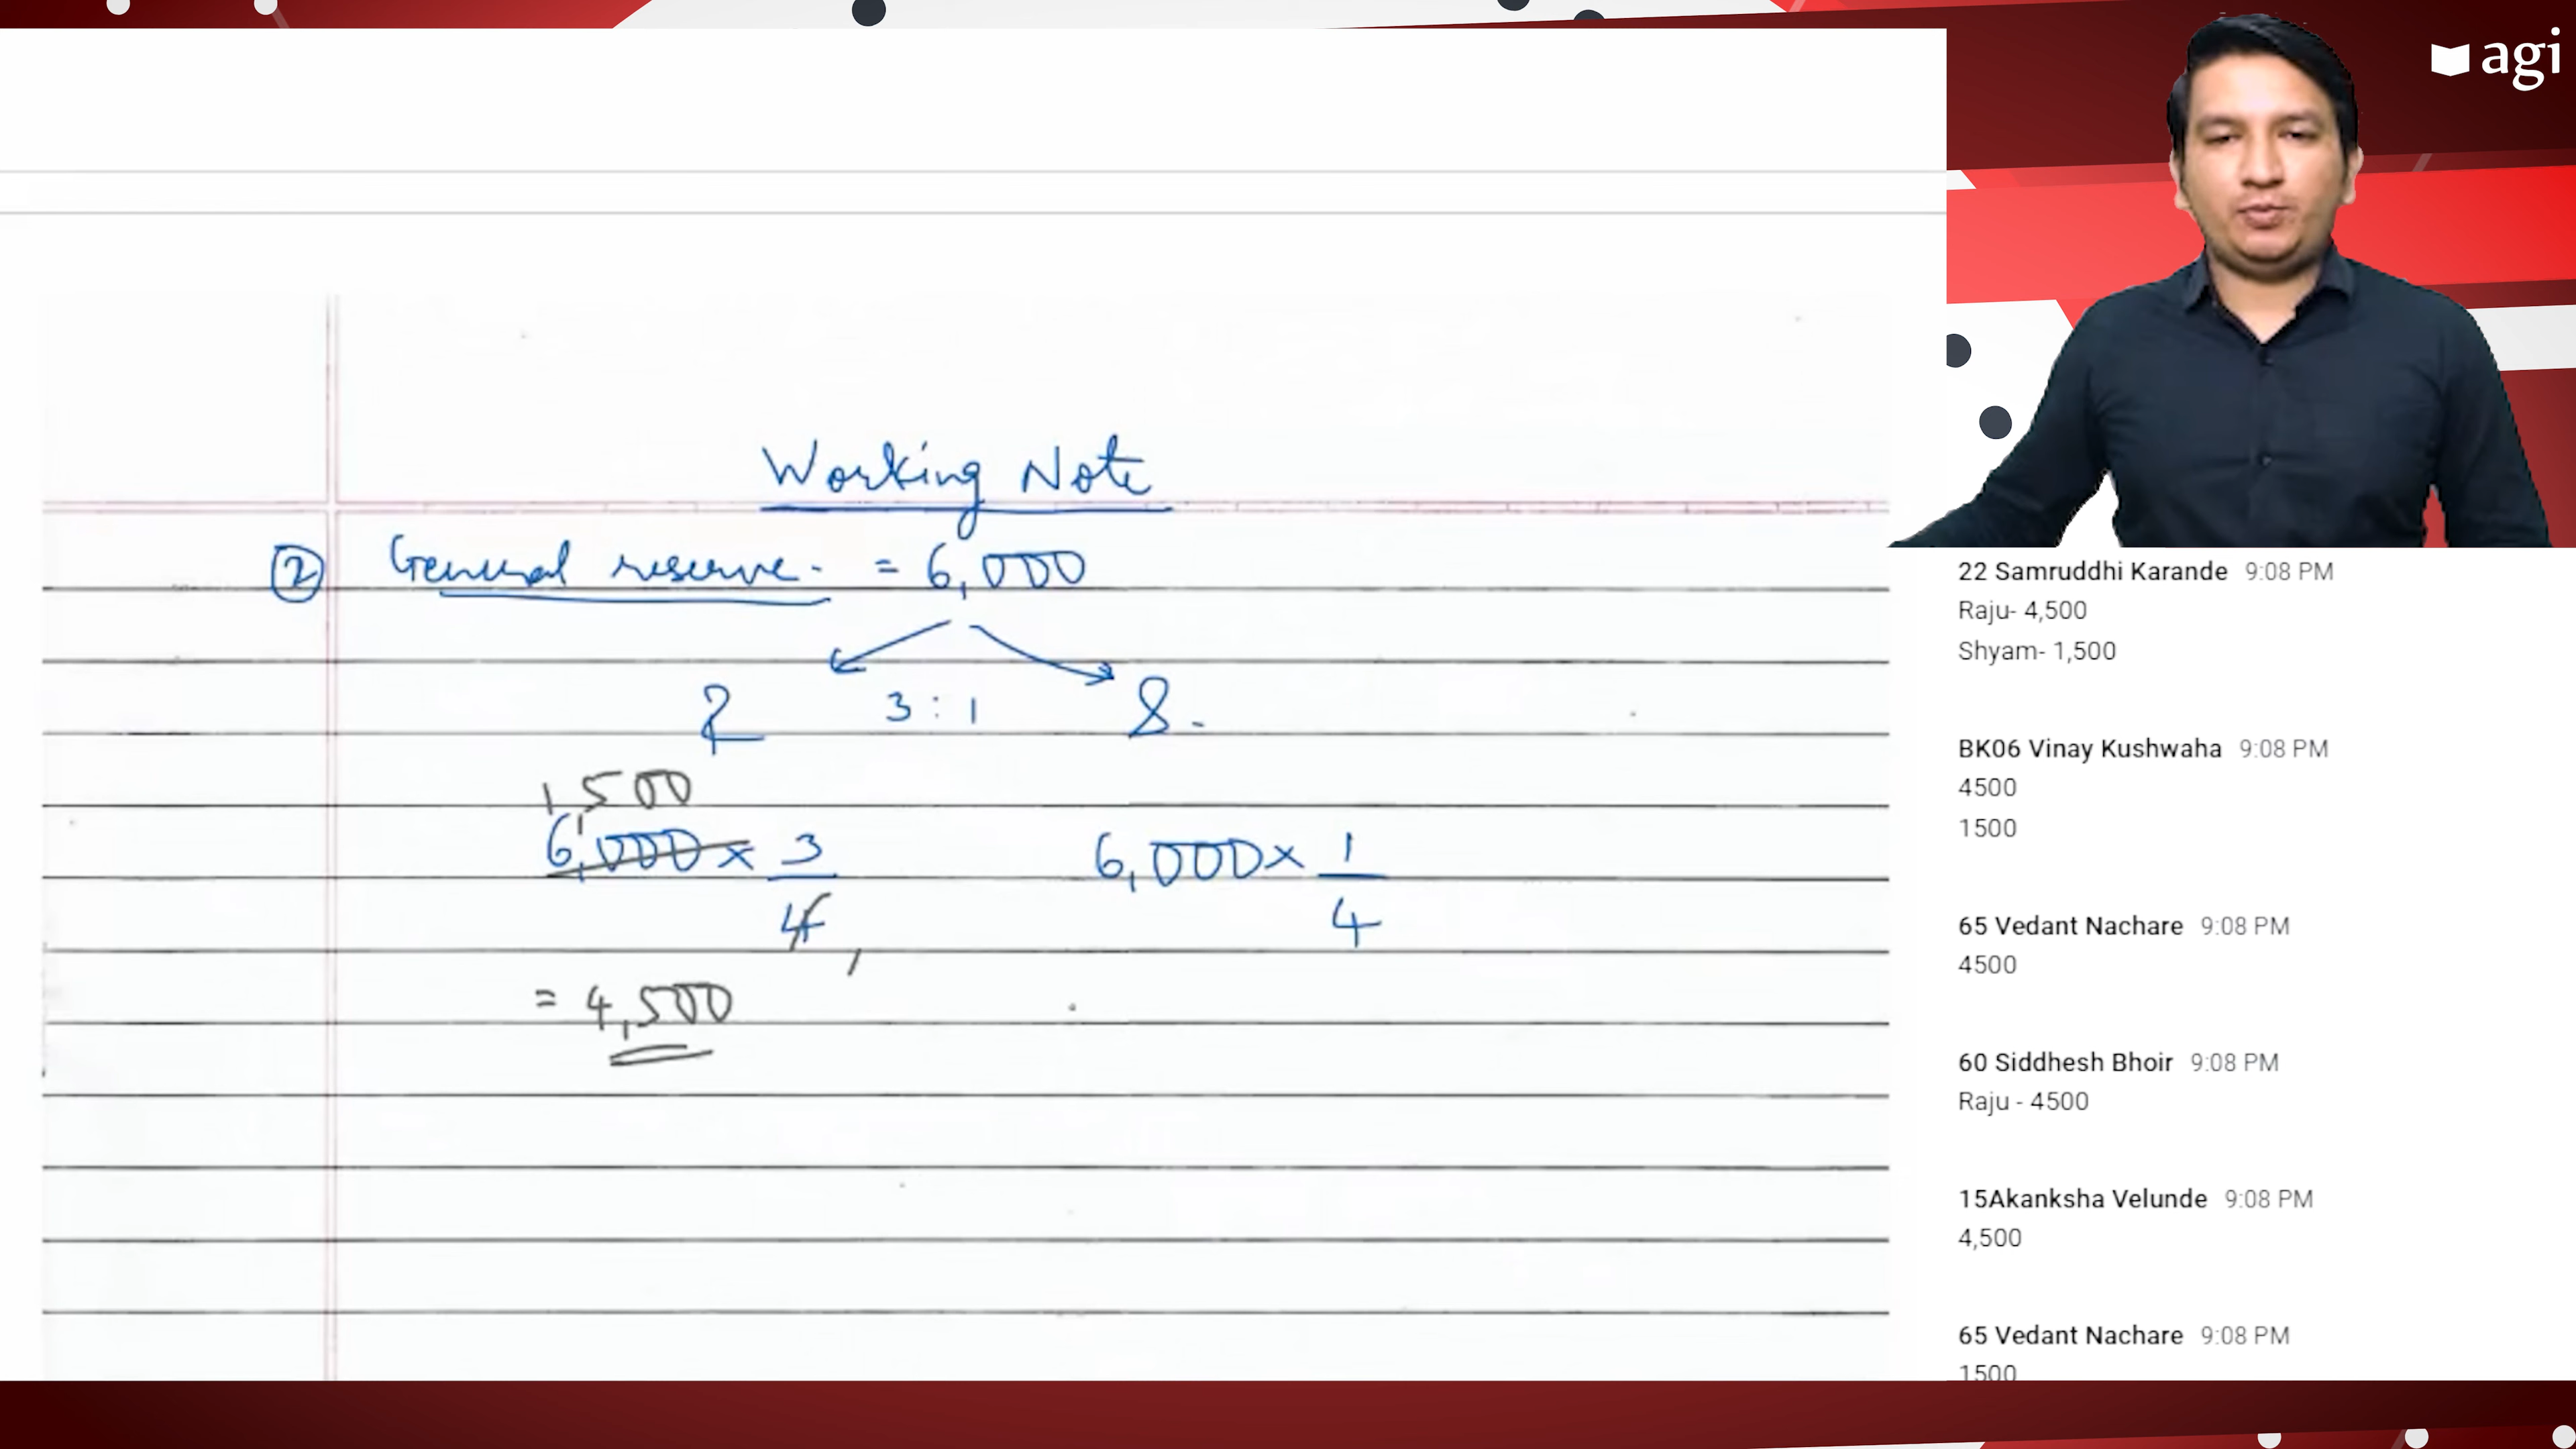 agi
Working Note
② General reserve. = 6,000
R 3 : 1 S.
1,500
6,000 × 3/4 6,000 × 1/4
1
= 4,500
22 Samruddhi Karande 9:08 PM
Raju- 4,500
Shyam- 1,500
BK06 Vinay Kushwaha 9:08 PM
4500
1500
65 Vedant Nachare 9:08 PM
4500
60 Siddhesh Bhoir 9:08 PM
Raju - 4500
15Akanksha Velunde 9:08 PM
4,500
65 Vedant Nachare 9:08 PM
1500